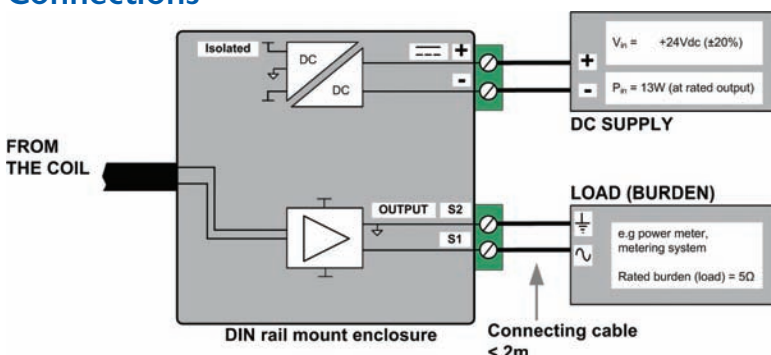 Connections
Isolated
DC
DC
+
-
+
-
Vin = +24Vdc (±20%)
Pin = 13W (at rated output)
DC SUPPLY
FROM
THE COIL
OUTPUT S2
S1
LOAD (BURDEN)
e.g power meter,
metering system
Rated burden (load) = 5Ω
DIN rail mount enclosure
Connecting cable
< 2m